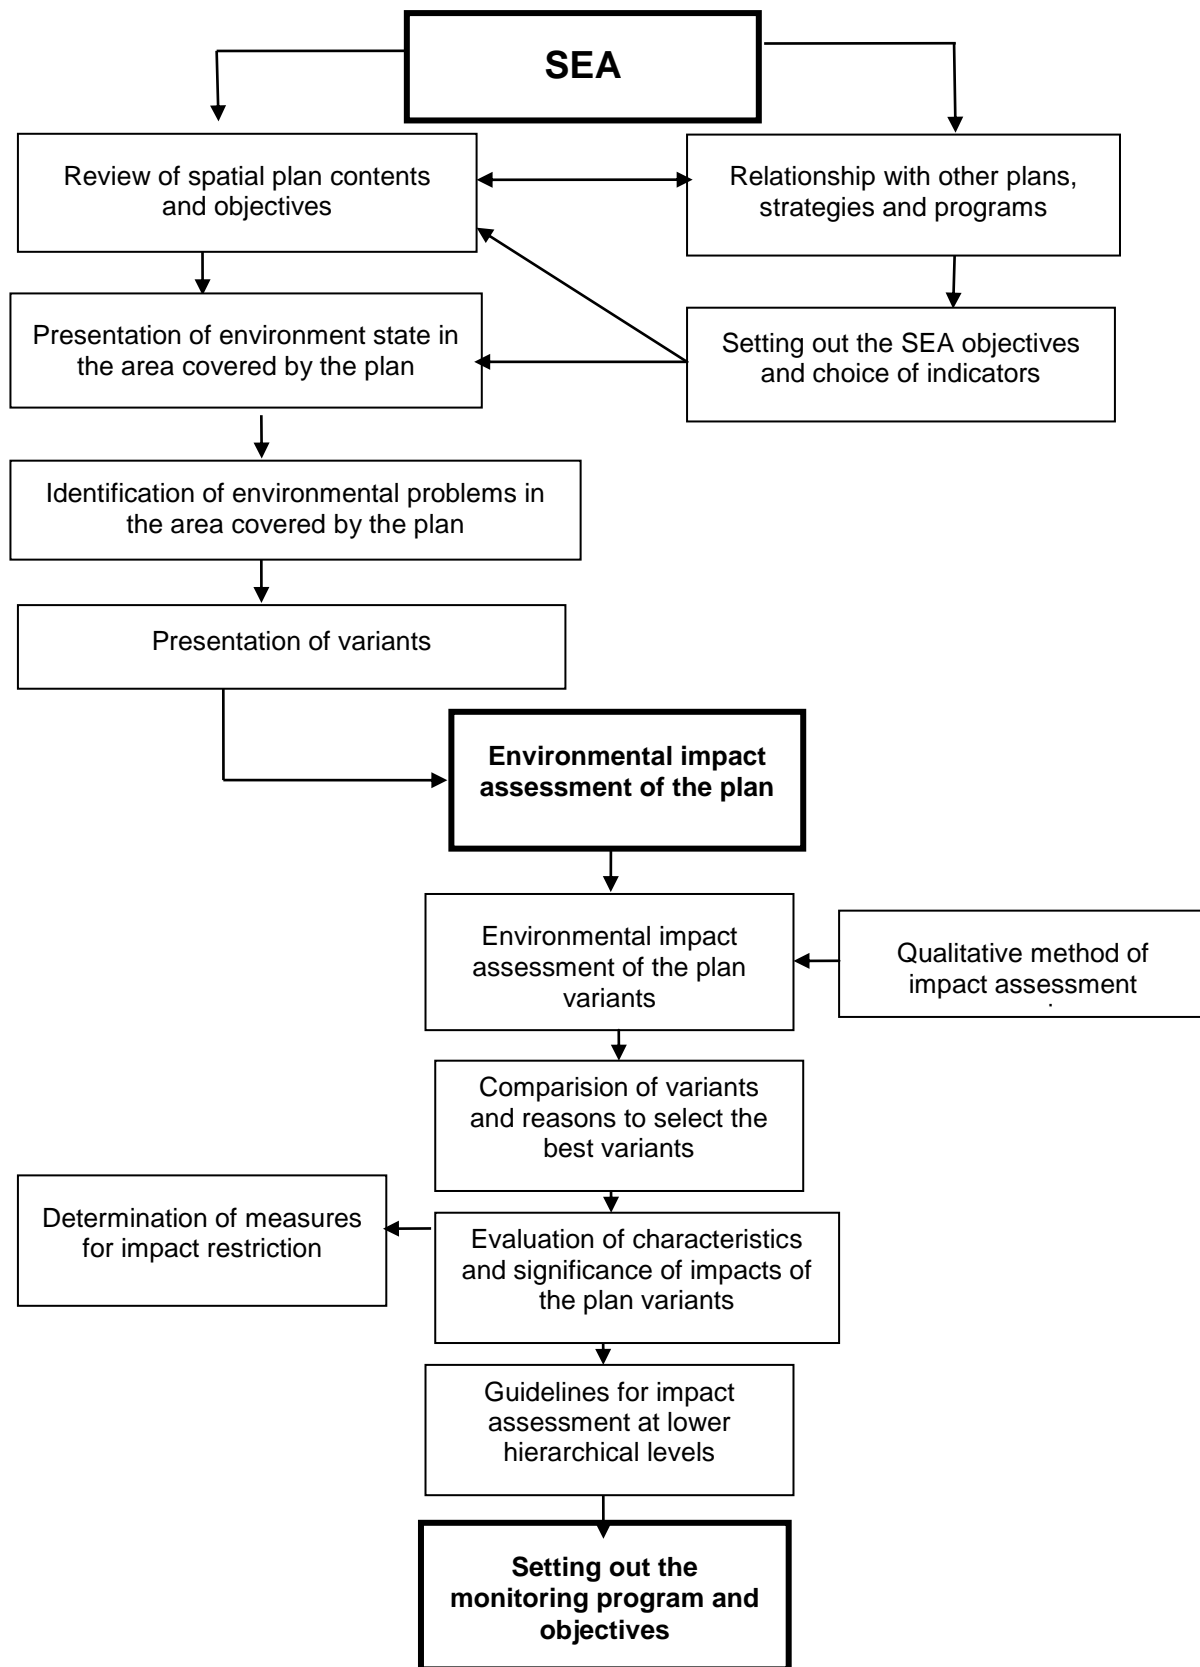 SEA
Review of spatial plan contents
and objectives
Relationship with other plans,
strategies and programs
Presentation of environment state in
the area covered by the plan
Setting out the SEA objectives
and choice of indicators
Identification of environmental problems in
the area covered by the plan
Presentation of variants
Environmental impact
assessment of the plan
Environmental impact
assessment of the plan
variants
Qualitative method of
impact assessment
.
Comparision of variants
and reasons to select the
best variants
Determination of measures
for impact restriction
Evaluation of characteristics
and significance of impacts of
the plan variants
Guidelines for impact
assessment at lower
hierarchical levels
Setting out the
monitoring program and
objectives